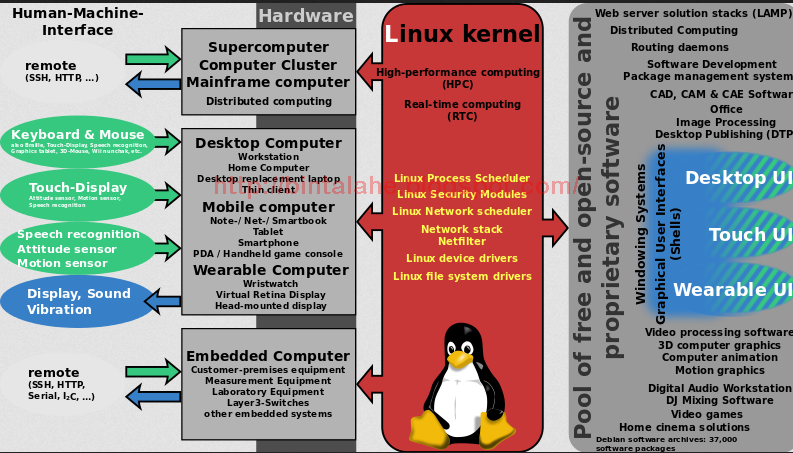 Human-Machine-
Interface
remote
(SSH, HTTP, ...)
Keyboard & Mouse
also Braille, Touch-Display, Speech recognition,
Graphics tablet, 3D-Mouse, Wii nunchair, etc.
Touch-Display
Attitude sensor, Motion sensor,
Speech recognition
Speech recognition
Attitude sensor
Motion sensor
Display, Sound
Vibration
remote
(SSH, HTTP,
Serial, I2C, ...)
Hardware
Supercomputer
Computer Cluster
Mainframe computer
Distributed computing
Desktop Computer
Workstation
Home Computer
Desktop replacement laptop
Thin client
Mobile computer
Note-/ Net-/ Smartbook
Tablet
Smartphone
PDA / Handheld game console
Wearable Computer
Wristwatch
Virtual Retina Display
Head-mounted display
Embedded Computer
Customer-premises equipment
Measurement Equipment
Laboratory Equipment
Layer3-Switches
other embedded systems
Linux kernel
High-performance computing
(HPC)
Real-time computing
(RTC)
Linux Process Scheduler
Linux Security Modules
Linux Network scheduler
Network stack
Netfilter
Linux device drivers
Linux file system drivers
Pool of free and open-source and
proprietary software
Web server solution stacks (LAMP)
Distributed Computing
Routing daemons
Software Development
Package management system
CAD, CAM & CAE Softwar
Office
Image Processing
Desktop Publishing (DTP
Windowing Systems
Graphical User Interfaces
(Shells)
Desktop UI
Touch UI
Wearable UI
Video processing software
3D computer graphics
Computer animation
Motion graphics
Digital Audio Workstation
DJ Mixing Software
Video games
Home cinema solutions
Debian software archives: 37,000
software packages